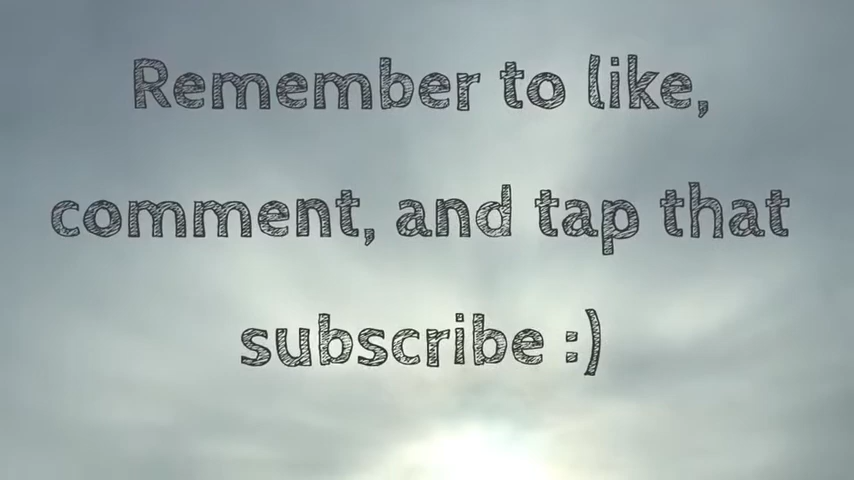 Remember to like,
comment, and tap that
subscribe :)